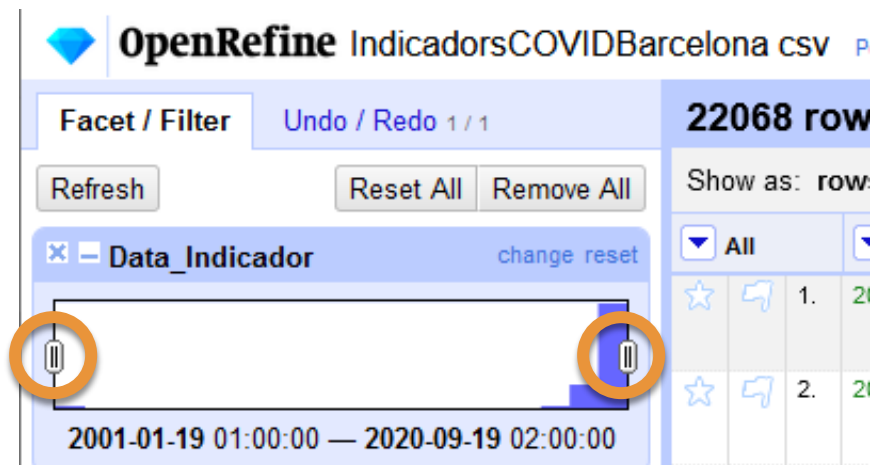 OpenRefine IndicadorsCOVIDBarcelona csv
Facet / Filter Undo / Redo 1 / 1
22068
Refresh Reset All Remove All
Show as:
Data_Indicador change reset
All
1.
2.
2001-01-19 01:00:00 — 2020-09-19 02:00:00